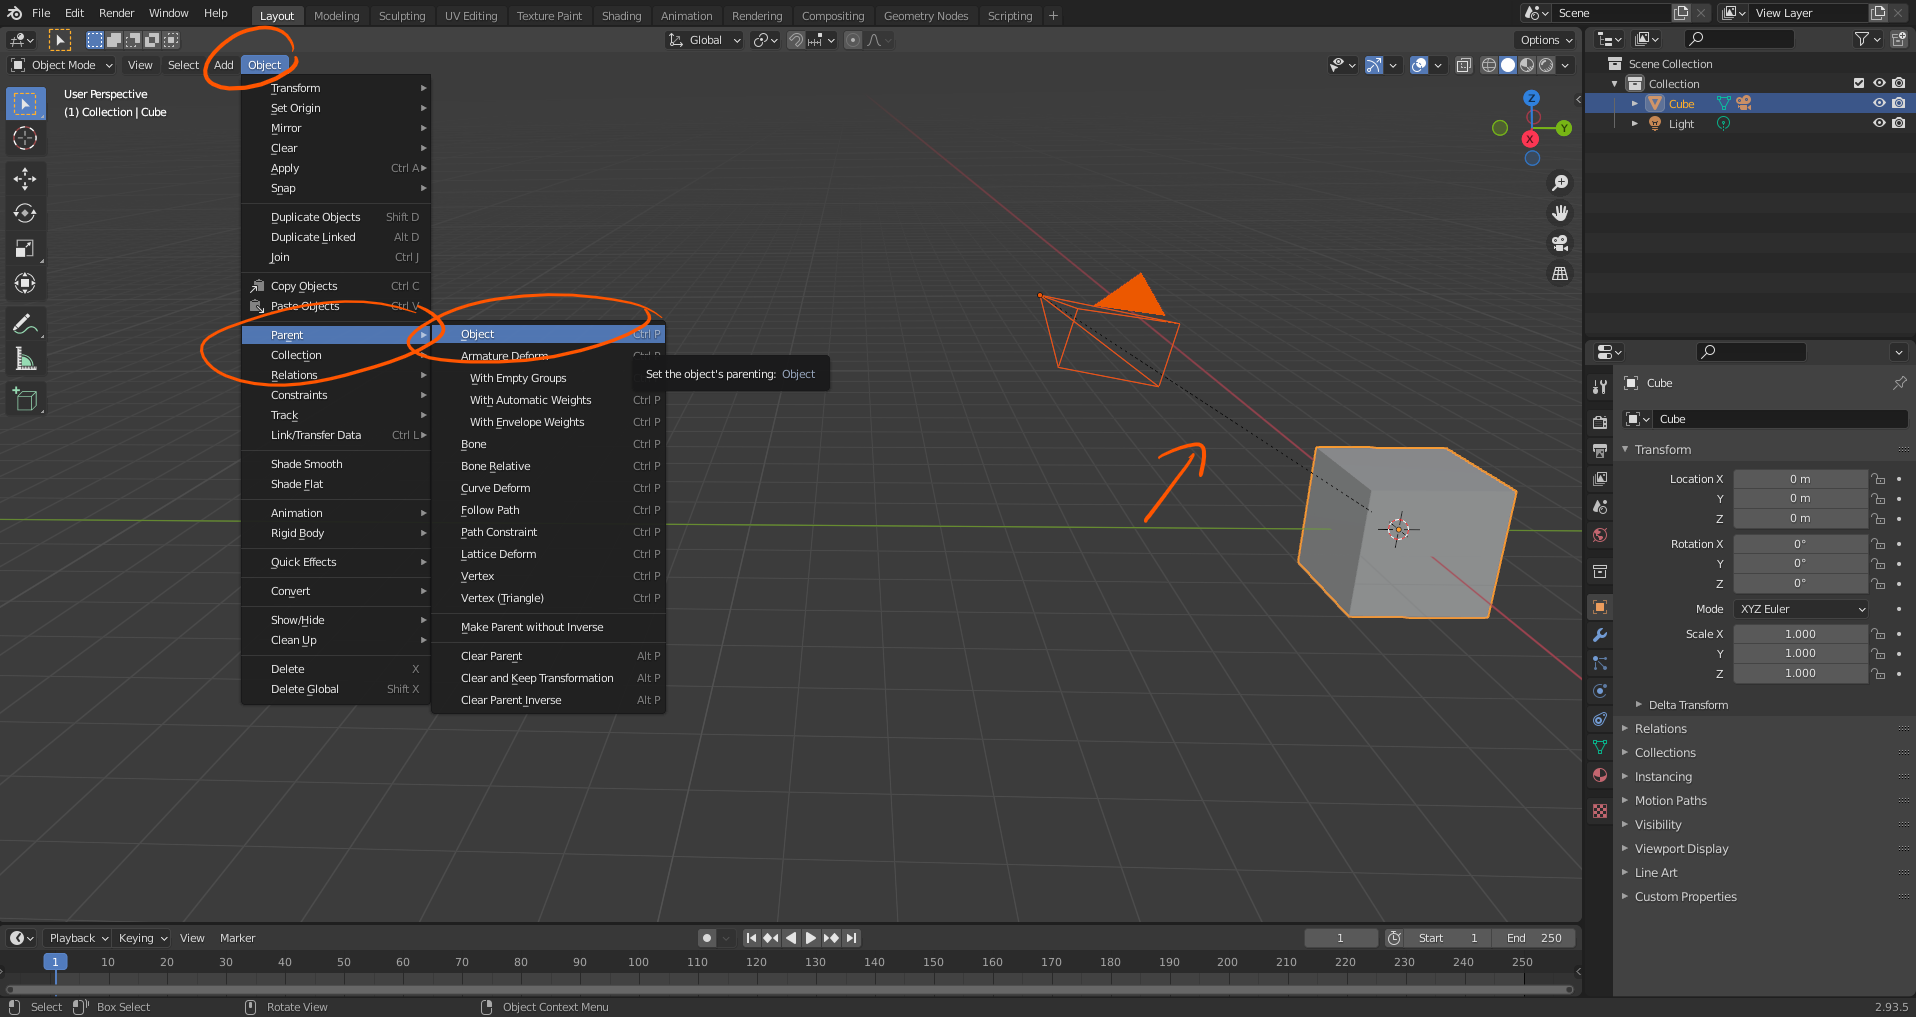 File Edit Render Window Help Layout Modeling Sculpting UV Editing Texture Paint Shading Animation Rendering Compositing Geometry Nodes Scripting + Scene View Layer
Global Options
Object Mode View Select Add Object
User Perspective
(1) Collection | Cube
Transform
Set Origin
Mirror
Clear
Apply Ctrl A
Snap
Duplicate Objects Shift D
Duplicate Linked Alt D
Join Ctrl J
Copy Objects Ctrl C
Paste Objects Ctrl V
Parent
Collection
Relations
Constraints
Track
Link/Transfer Data Ctrl L
Shade Smooth
Shade Flat
Animation
Rigid Body
Quick Effects
Convert
Show/Hide
Clean Up
Delete X
Delete Global Shift X
Object Ctrl P
Armature Deform Ctrl P
With Empty Groups
With Automatic Weights Ctrl P
With Envelope Weights Ctrl P
Bone Ctrl P
Bone Relative Ctrl P
Curve Deform Ctrl P
Follow Path Ctrl P
Path Constraint Ctrl P
Lattice Deform Ctrl P
Vertex Ctrl P
Vertex (Triangle) Ctrl P
Make Parent without Inverse
Clear Parent Alt P
Clear and Keep Transformation Alt P
Clear Parent Inverse Alt P
Set the object's parenting: Object
Z
Y
X
Scene Collection
Collection
Cube
Light
Cube
Cube
Transform
Location X 0 m
Y 0 m
Z 0 m
Rotation X 0°
Y 0°
Z 0°
Mode XYZ Euler
Scale X 1.000
Y 1.000
Z 1.000
Delta Transform
Relations
Collections
Instancing
Motion Paths
Visibility
Viewport Display
Line Art
Custom Properties
Playback Keying View Marker 1 Start 1 End 250
1 10 20 30 40 50 60 70 80 90 100 110 120 130 140 150 160 170 180 190 200 210 220 230 240 250
Select Box Select Rotate View Object Context Menu 2.93.5